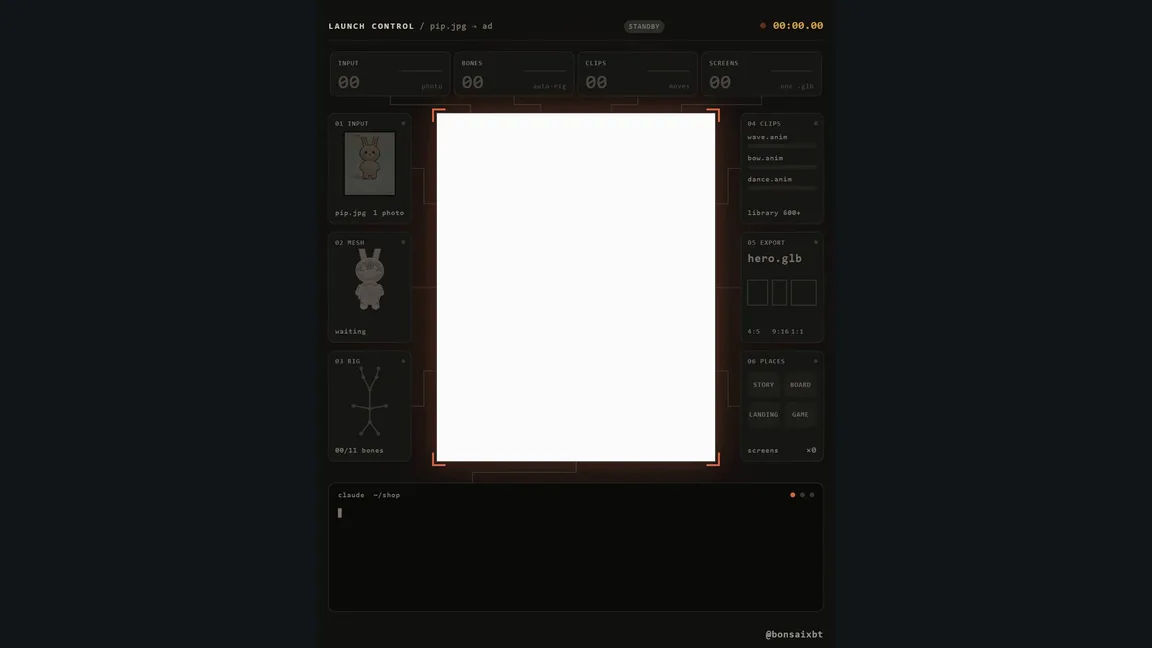 LAUNCH CONTROL / pip.jpg → ad
STANDBY
00:00.00
INPUT
00
photo
BONES
00
auto-rig
CLIPS
00
moves
SCREENS
00
one .glb
01 INPUT
pip.jpg 1 photo
02 MESH
waiting
03 RIG
00/11 bones
04 CLIPS
wave.anim
bow.anim
dance.anim
library 600+
05 EXPORT
hero.glb
4:5 9:16 1:1
06 PLACES
STORY BOARD
LANDING GAME
screens ×0
claude ~/shop
@bonsaixbt